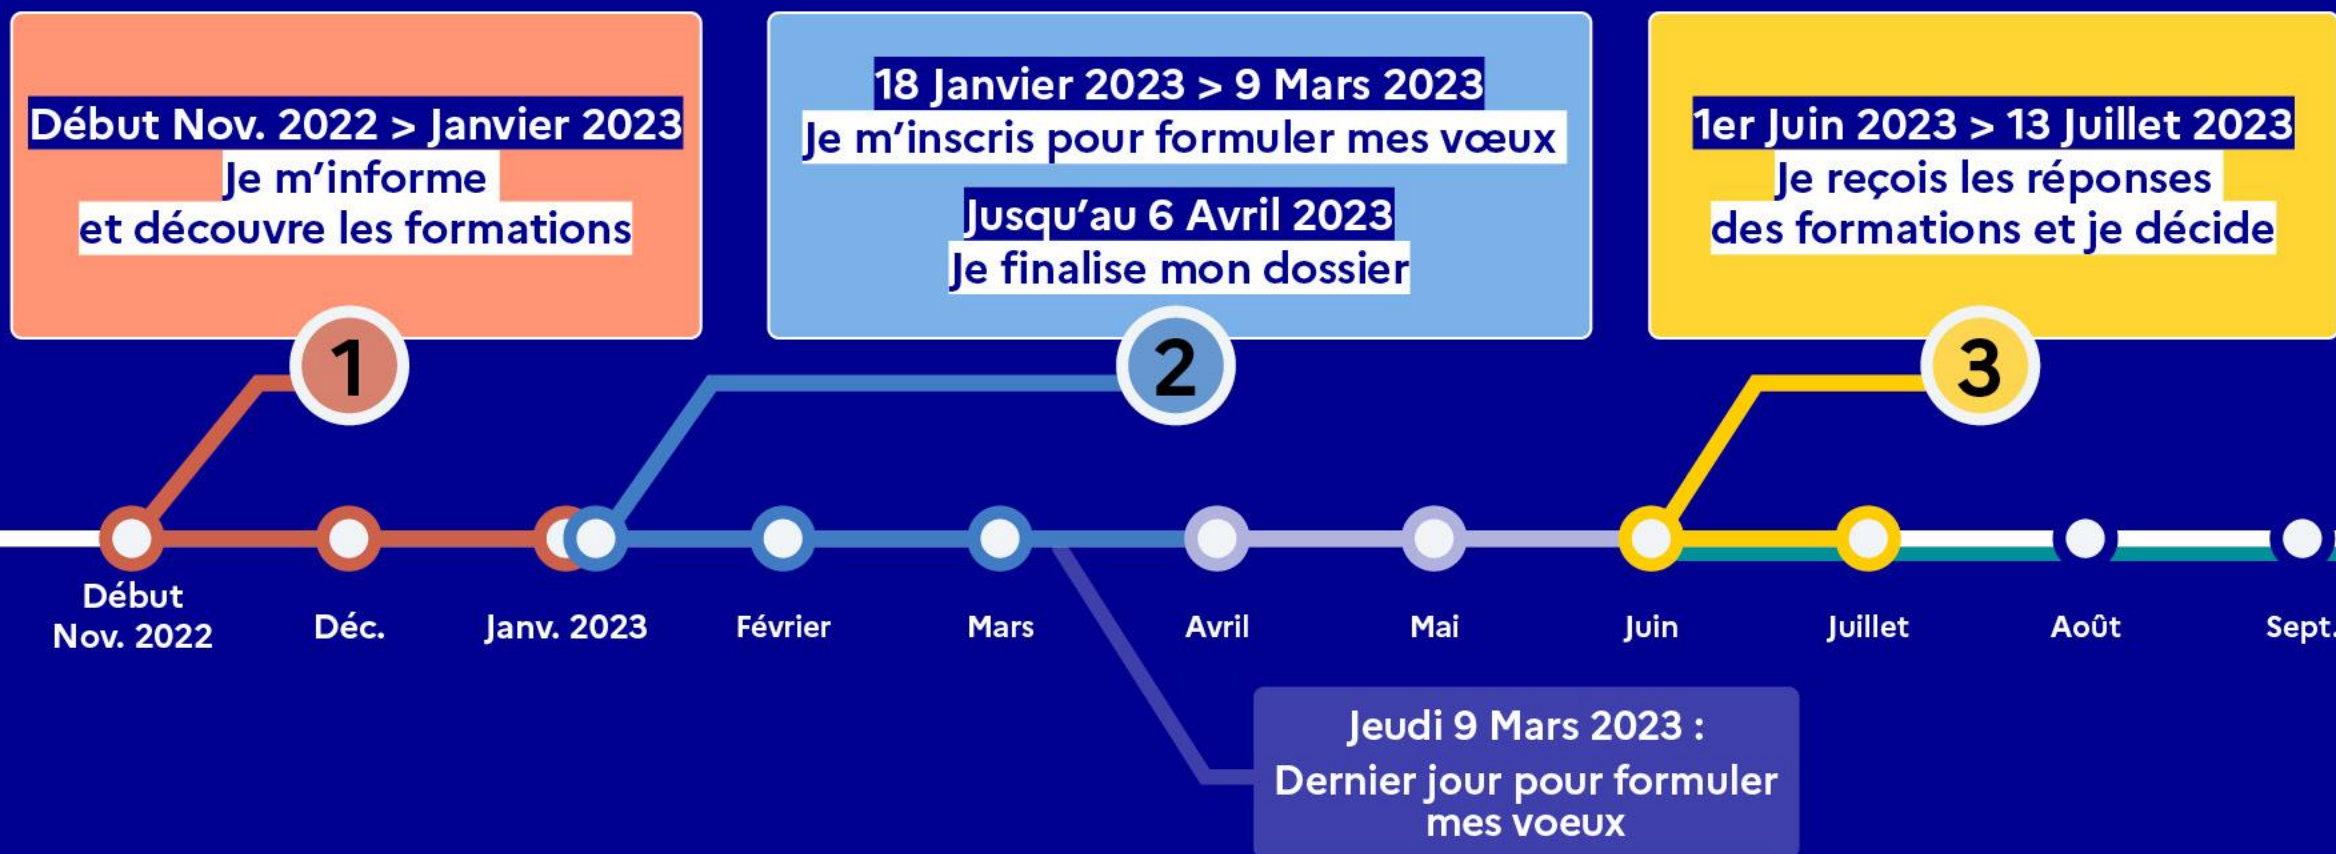 Début Nov. 2022 > Janvier 2023
Je m'informe
et découvre les formations
1
18 Janvier 2023 > 9 Mars 2023
Je m'inscris pour formuler mes vœux
Jusqu'au 6 Avril 2023
Je finalise mon dossier
2
1er Juin 2023 > 13 Juillet 2023
Je reçois les réponses
des formations et je décide
3
Début
Nov. 2022
Déc.
Janv. 2023
Février
Mars
Avril
Mai
Juin
Juillet
Août
Sept.
Jeudi 9 Mars 2023 :
Dernier jour pour formuler
mes voeux